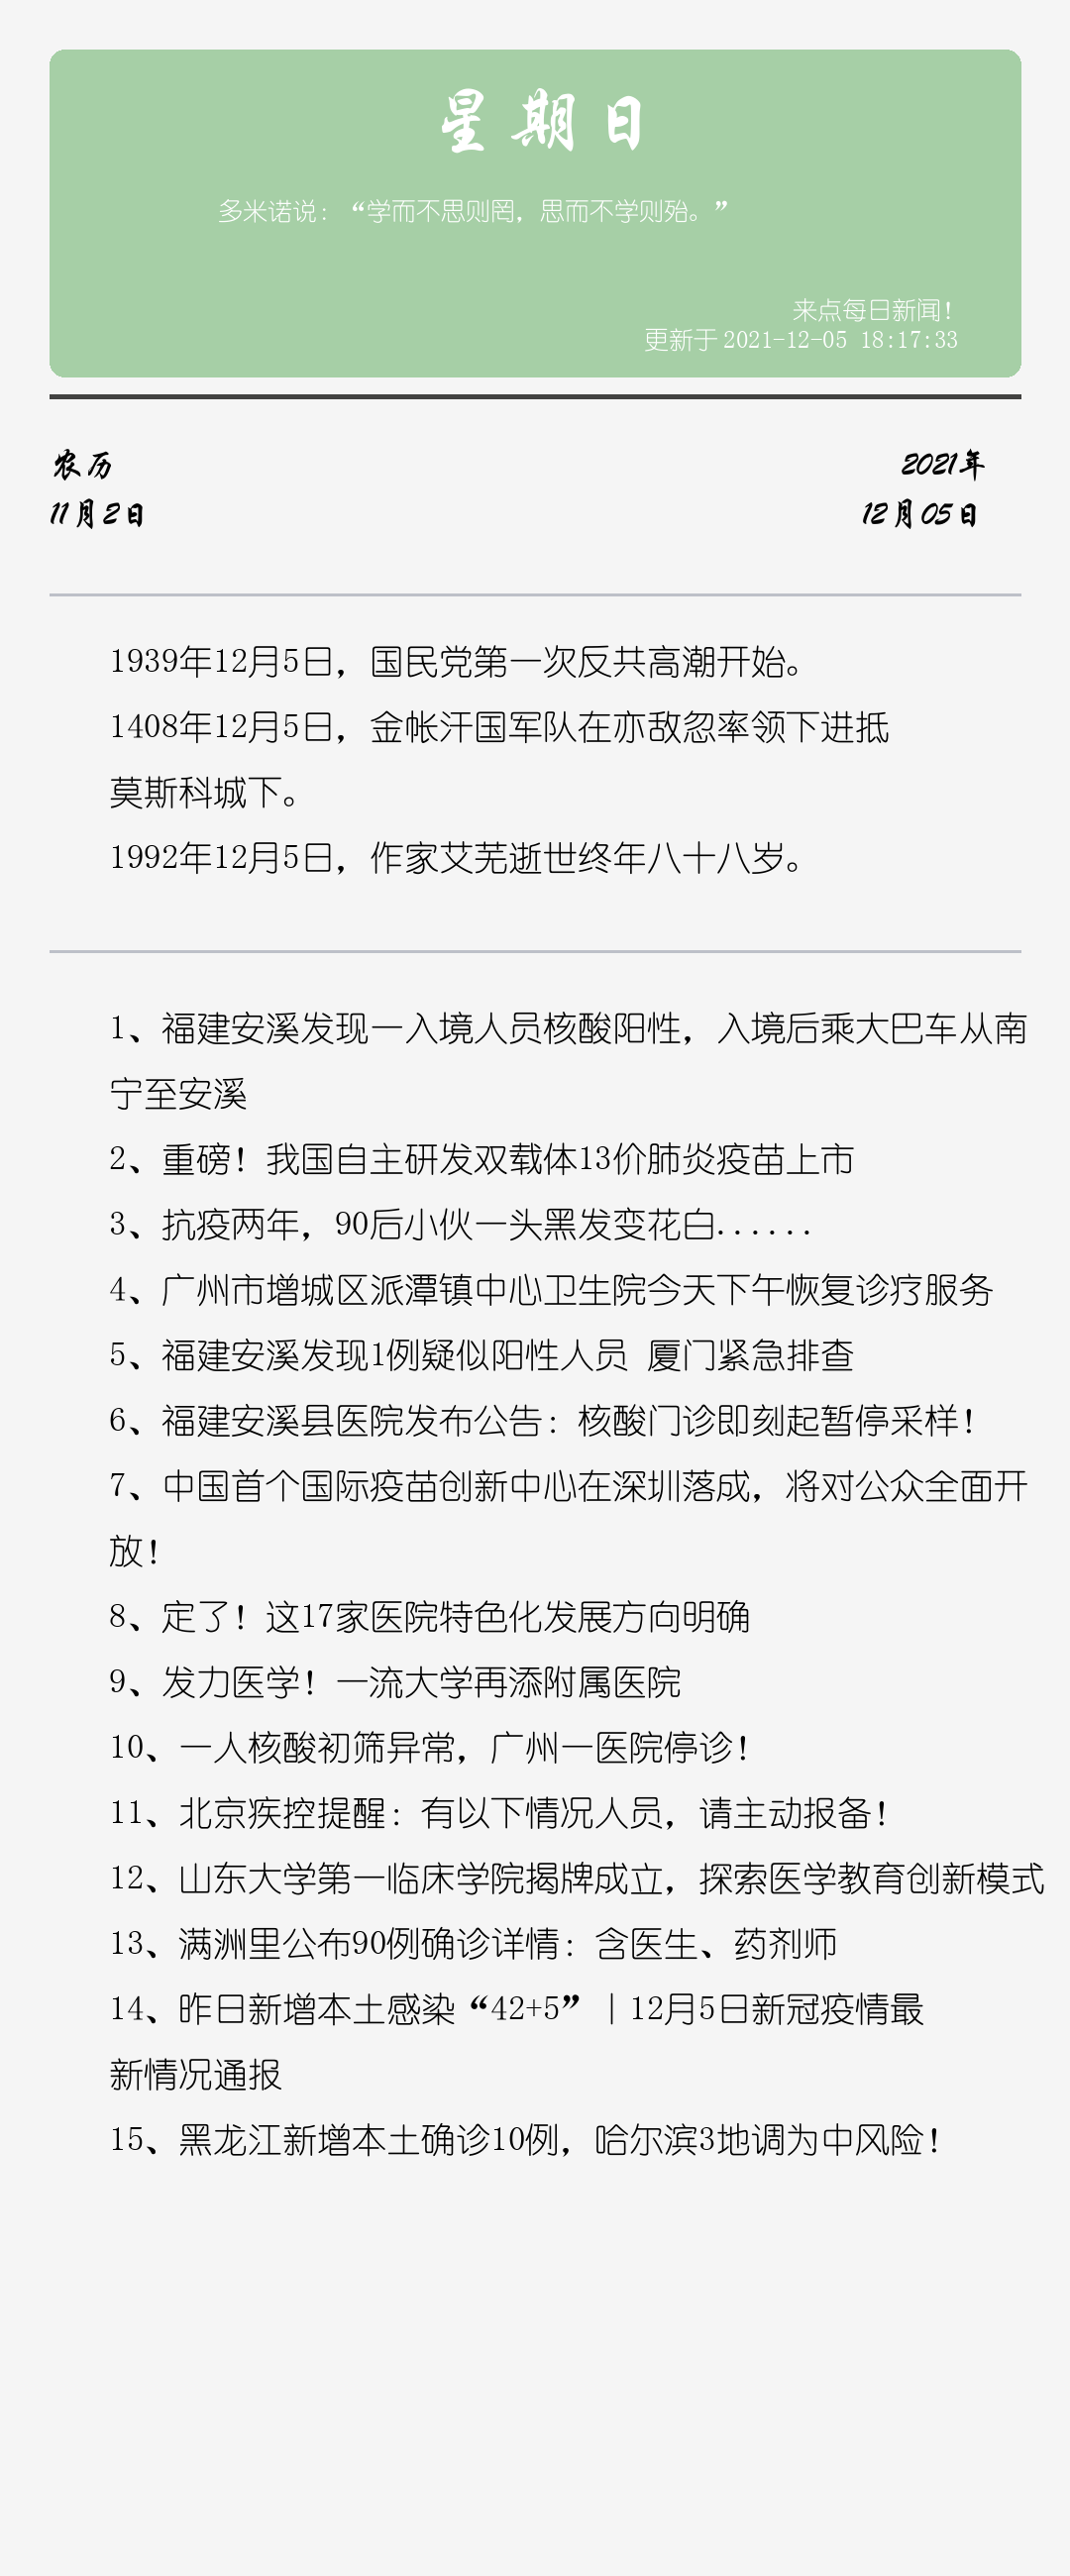 星期日
多米诺说：“学而不思则罔，思而不学则殆。”
来点每日新闻！
更新于 2021-12-05 18:17:33
农历
2021年
11月2日
12月05日
1939年12月5日，国民党第一次反共高潮开始。
1408年12月5日，金帐汗国军队在亦敌忽率领下进抵
莫斯科城下。
1992年12月5日，作家艾芜逝世终年八十八岁。
1、福建安溪发现一入境人员核酸阳性，入境后乘大巴车从南
宁至安溪
2、重磅！我国自主研发双载体13价肺炎疫苗上市
3、抗疫两年，90后小伙一头黑发变花白......
4、广州市增城区派潭镇中心卫生院今天下午恢复诊疗服务
5、福建安溪发现1例疑似阳性人员 厦门紧急排查
6、福建安溪县医院发布公告：核酸门诊即刻起暂停采样！
7、中国首个国际疫苗创新中心在深圳落成，将对公众全面开
放！
8、定了！这17家医院特色化发展方向明确
9、发力医学！一流大学再添附属医院
10、一人核酸初筛异常，广州一医院停诊！
11、北京疾控提醒：有以下情况人员，请主动报备！
12、山东大学第一临床学院揭牌成立，探索医学教育创新模式
13、满洲里公布90例确诊详情：含医生、药剂师
14、昨日新增本土感染“42+5”｜12月5日新冠疫情最
新情况通报
15、黑龙江新增本土确诊10例，哈尔滨3地调为中风险！